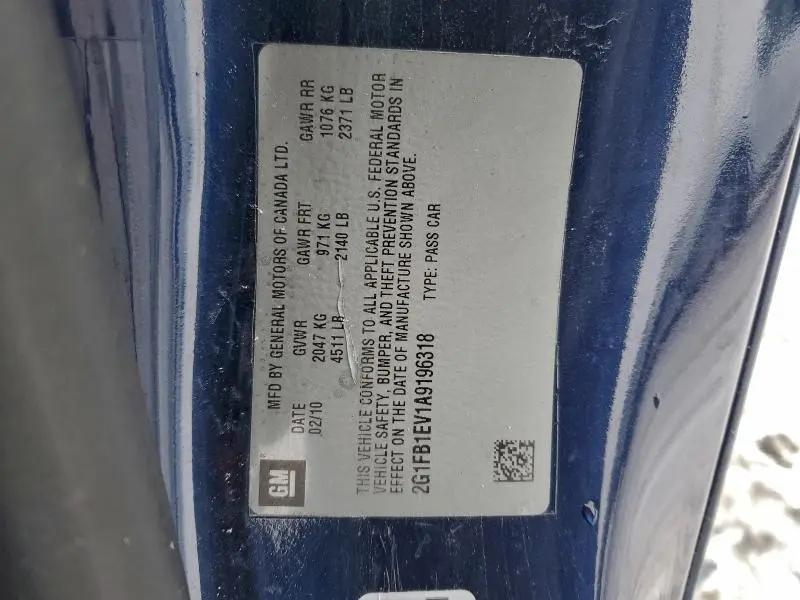 GM
MFD BY GENERAL MOTORS OF CANADA LTD.
DATE GVWR GAWR FRT GAWR RR
02/10 2047 KG 971 KG 1076 KG
4511 LB 2140 LB 2371 LB
THIS VEHICLE CONFORMS TO ALL APPLICABLE U.S. FEDERAL MOTOR
VEHICLE SAFETY, BUMPER, AND THEFT PREVENTION STANDARDS IN
EFFECT ON THE DATE OF MANUFACTURE SHOWN ABOVE.
2G1FB1EV1A9196318 TYPE: PASS CAR